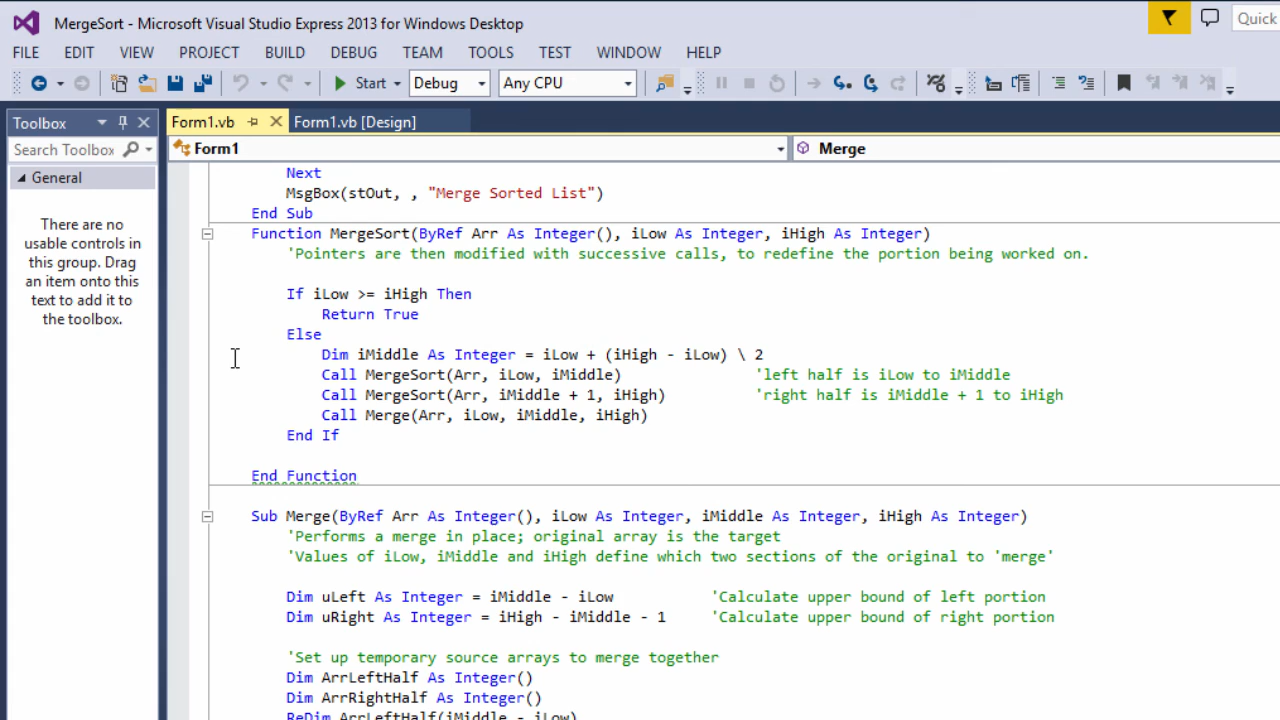 MergeSort - Microsoft Visual Studio Express 2013 for Windows Desktop
Quick
FILE EDIT VIEW PROJECT BUILD DEBUG TEAM TOOLS TEST WINDOW HELP
Start Debug Any CPU
Toolbox
Form1.vb Form1.vb [Design]
Search Toolbox
Form1 Merge
General
There are no
usable controls in
this group. Drag
an item onto this
text to add it to
the toolbox.
Next
MsgBox(stOut, , "Merge Sorted List")
End Sub
Function MergeSort(ByRef Arr As Integer(), iLow As Integer, iHigh As Integer)
'Pointers are then modified with successive calls, to redefine the portion being worked on.
If iLow >= iHigh Then
Return True
Else
Dim iMiddle As Integer = iLow + (iHigh - iLow) \ 2
Call MergeSort(Arr, iLow, iMiddle) 'left half is iLow to iMiddle
Call MergeSort(Arr, iMiddle + 1, iHigh) 'right half is iMiddle + 1 to iHigh
Call Merge(Arr, iLow, iMiddle, iHigh)
End If
End Function
Sub Merge(ByRef Arr As Integer(), iLow As Integer, iMiddle As Integer, iHigh As Integer)
'Performs a merge in place; original array is the target
'Values of iLow, iMiddle and iHigh define which two sections of the original to 'merge'
Dim uLeft As Integer = iMiddle - iLow 'Calculate upper bound of left portion
Dim uRight As Integer = iHigh - iMiddle - 1 'Calculate upper bound of right portion
'Set up temporary source arrays to merge together
Dim ArrLeftHalf As Integer()
Dim ArrRightHalf As Integer()
ReDim ArrLeftHalf(iMiddle - iLow)